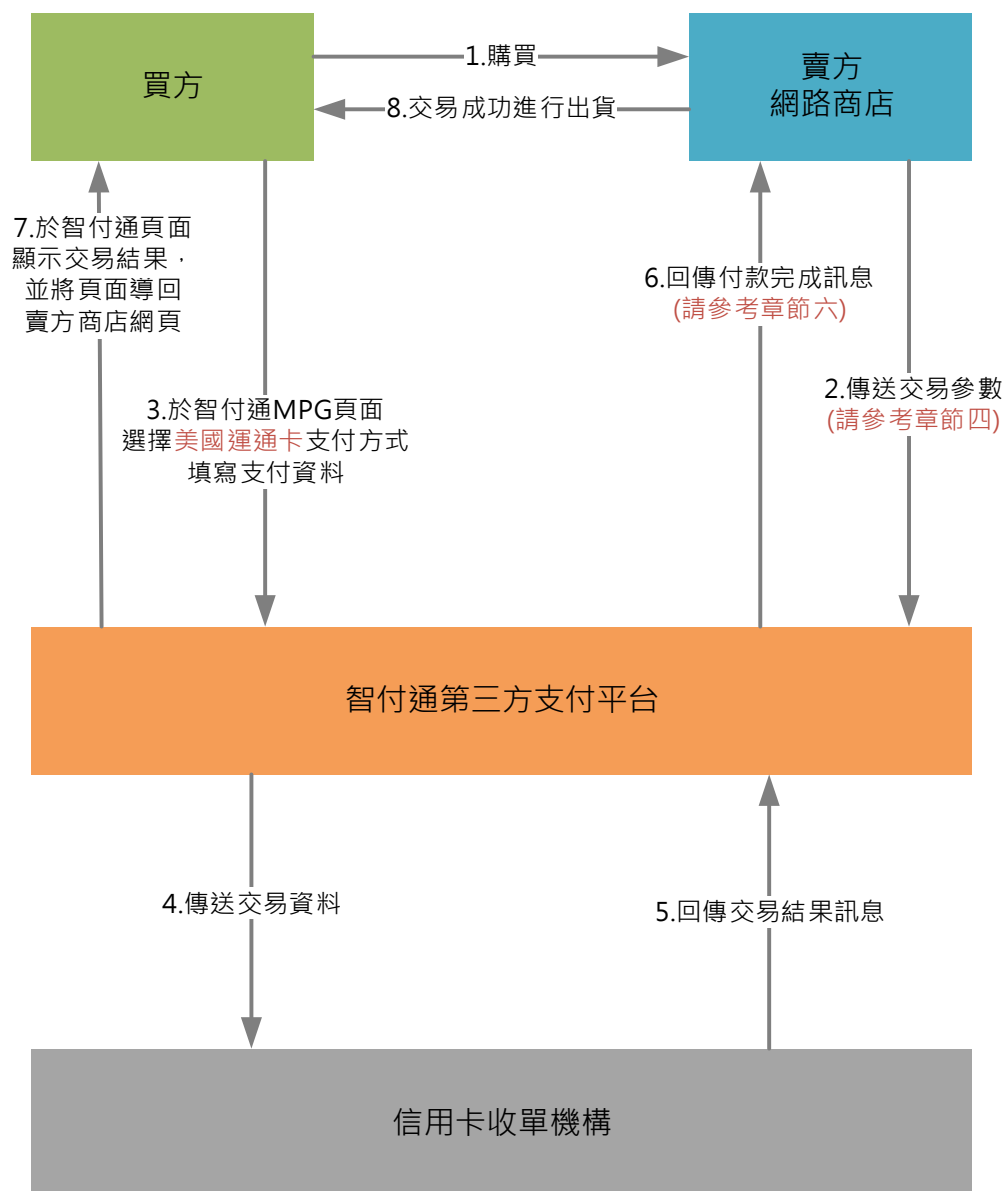 買方
1.購買
賣方
網路商店
8.交易成功進行出貨
7.於智付通頁面
顯示交易結果，
並將頁面導回
賣方商店網頁
6.回傳付款完成訊息
(請參考章節六)
2.傳送交易參數
(請參考章節四)
3.於智付通MPG頁面
選擇美國運通卡支付方式
填寫支付資料
智付通第三方支付平台
4.傳送交易資料
5.回傳交易結果訊息
信用卡收單機構